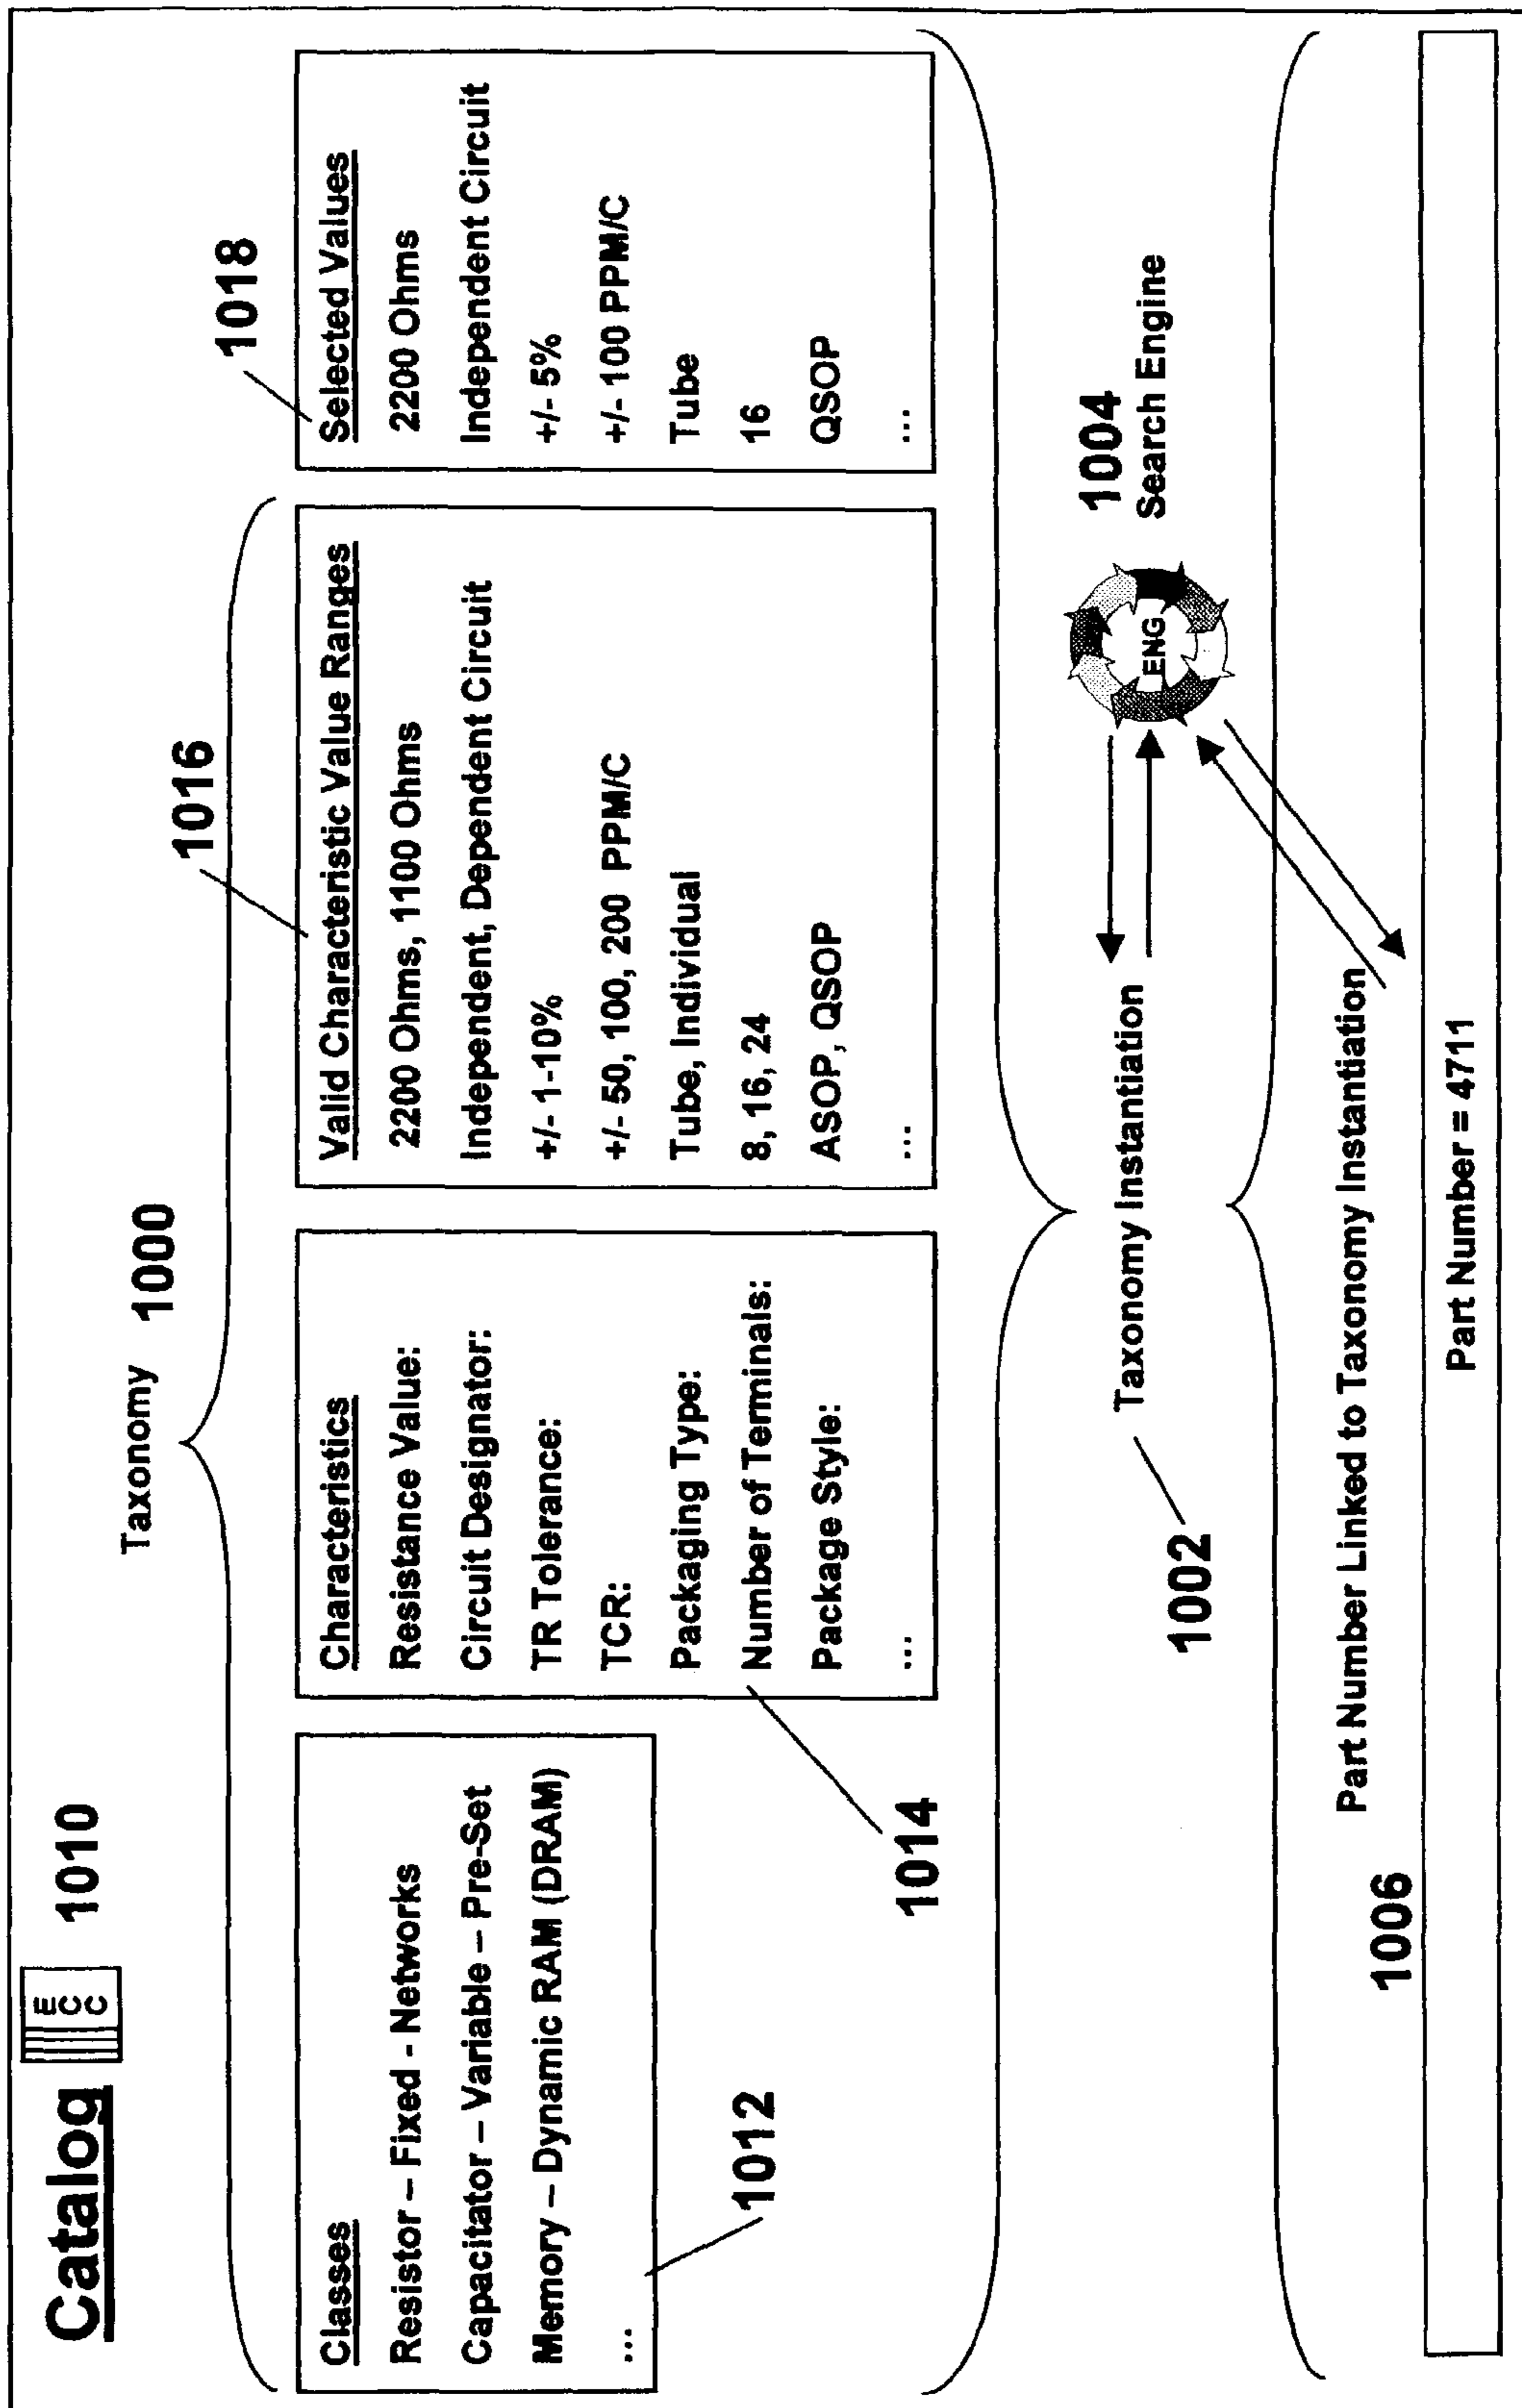 Catalog
E
C
C
1010
Taxonomy 1000
1016
1018
Classes
Resistor – Fixed - Networks
Capacitator – Variable – Pre-Set
Memory – Dynamic RAM (DRAM)
...
1012
Characteristics
Resistance Value:
Circuit Designator:
TR Tolerance:
TCR:
Packaging Type:
Number of Terminals:
Package Style:
...
1014
Valid Characteristic Value Ranges
2200 Ohms, 1100 Ohms
Independent, Dependent Circuit
+/- 1-10%
+/- 50, 100, 200 PPM/C
Tube, Individual
8, 16, 24
ASOP, QSOP
...
Selected Values
2200 Ohms
Independent Circuit
+/- 5%
+/- 100 PPM/C
Tube
16
QSOP
...
1002
Taxonomy Instantiation
ENG
1004
Search Engine
1006
Part Number Linked to Taxonomy Instantiation
Part Number = 4711